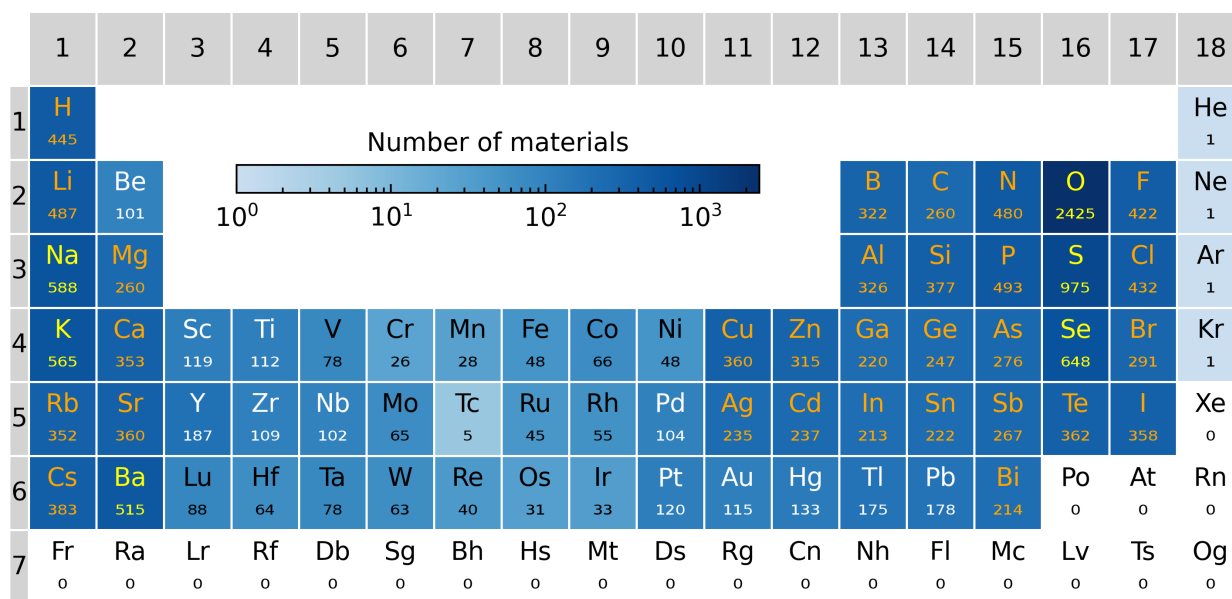 1 2 3 4 5 6 7 8 9 10 11 12 13 14 15 16 17 18
1 H He
445 1
Number of materials
10⁰ 10¹ 10² 10³
2 Li Be B C N O F Ne
487 101 322 260 480 2425 422 1
3 Na Mg Al Si P S Cl Ar
588 260 326 377 493 975 432 1
4 K Ca Sc Ti V Cr Mn Fe Co Ni Cu Zn Ga Ge As Se Br Kr
565 353 119 112 78 26 28 48 66 48 360 315 220 247 276 648 291 1
5 Rb Sr Y Zr Nb Mo Tc Ru Rh Pd Ag Cd In Sn Sb Te I Xe
352 360 187 109 102 65 5 45 55 104 235 237 213 222 267 362 358 0
6 Cs Ba Lu Hf Ta W Re Os Ir Pt Au Hg Tl Pb Bi Po At Rn
383 515 88 64 78 63 40 31 33 120 115 133 175 178 214 0 0 0
7 Fr Ra Lr Rf Db Sg Bh Hs Mt Ds Rg Cn Nh Fl Mc Lv Ts Og
0 0 0 0 0 0 0 0 0 0 0 0 0 0 0 0 0 0